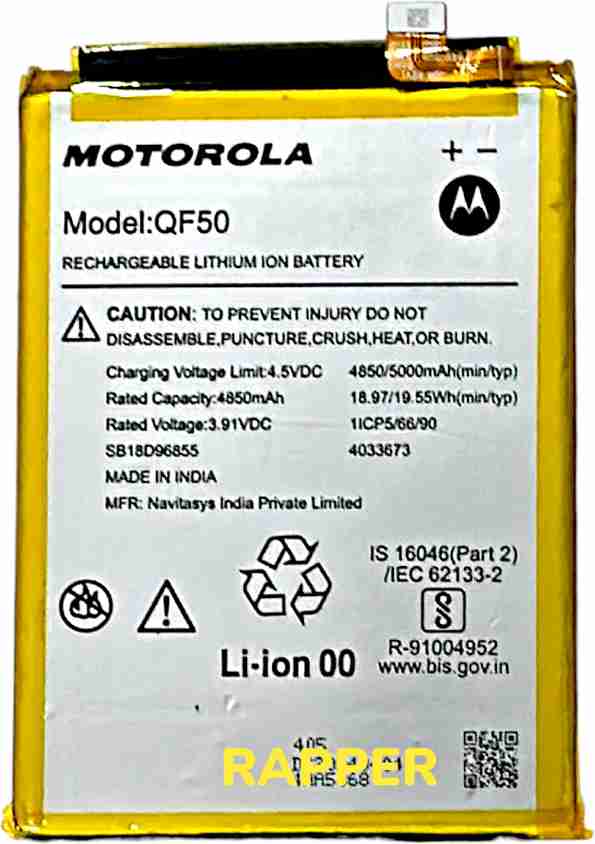 MOTOROLA
+ −
Model:QF50
RECHARGEABLE LITHIUM ION BATTERY
CAUTION: TO PREVENT INJURY DO NOT
DISASSEMBLE,PUNCTURE,CRUSH,HEAT,OR BURN.
Charging Voltage Limit:4.5VDC 4850/5000mAh(min/typ)
Rated Capacity:4850mAh 18.97/19.55Wh(min/typ)
Rated Voltage:3.91VDC 1ICP5/66/90
SB18D96855 4033673
MADE IN INDIA
MFR: Navitasys India Private Limited
IS 16046(Part 2)
/IEC 62133-2
R-91004952
www.bis.gov.in
Li-ion 00
405
RAPPER